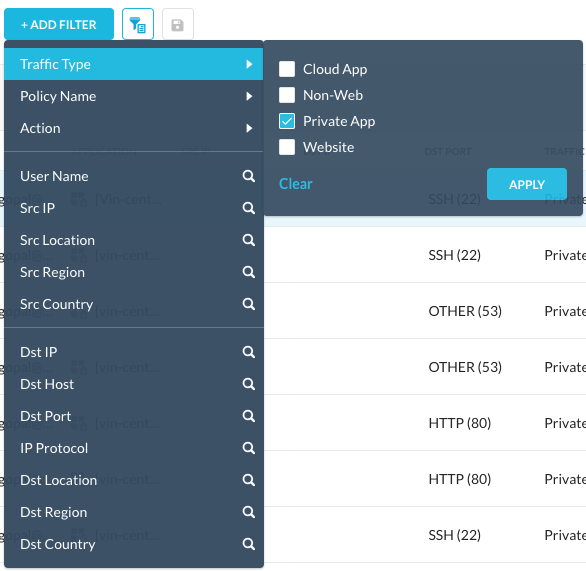 + ADD FILTER
Traffic Type
Policy Name
Action
User Name
Src IP
Src Location
Src Region
Src Country
Dst IP
Dst Host
Dst Port
IP Protocol
Dst Location
Dst Region
Dst Country
Cloud App
Non-Web
Private App
Website
Clear
APPLY
DST PORT
TRAFFIC
SSH (22)
Private
SSH (22)
Private
OTHER (53)
Private
OTHER (53)
Private
HTTP (80)
Private
HTTP (80)
Private
SSH (22)
Private